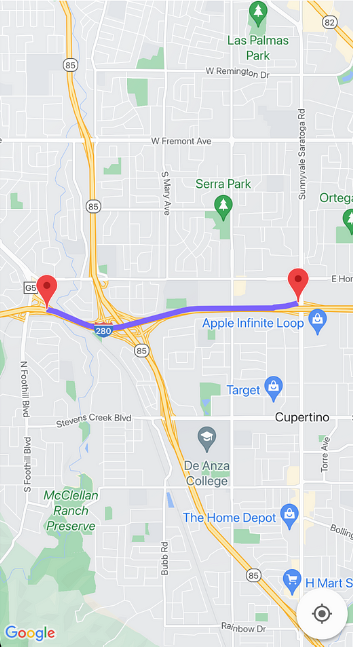 Las Palmas
Park
82
85
W Remington Dr
W Fremont Ave
Sunnyvale Saratoga Rd
S Mary Ave
Serra Park
85
Ortega
E Hom
G5
280
Apple Infinite Loop
85
N Foothill Blvd
Target
Stevens Creek Blvd
Cupertino
S Foothill Blvd
De Anza
College
Torre Ave
McClellan
Ranch
Preserve
The Home Depot
Bolling
Bubb Rd
85
H Mart S
Rainbow Dr
Google